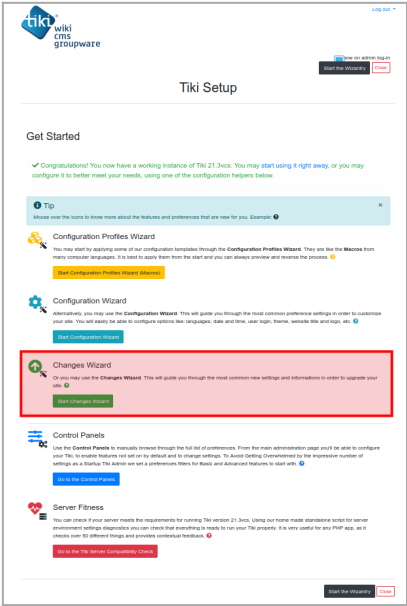 Log out
tiki
wiki
cms
groupware
Show on admin log-in
Start the Wizardry Close
Tiki Setup
Get Started
Congratulations! You now have a working instance of Tiki 21.3vcs. You may start using it right away, or you may
configure it to better meet your needs, using one of the configuration helpers below.
Tip ×
Mouse over the icons to know more about the features and preferences that are new for you. Example:
Configuration Profiles Wizard
You may start by applying some of our configuration templates through the Configuration Profiles Wizard. They are like the Macros from
many computer languages. It is best to apply them from the start and you can always preview and reverse the process.
Start Configuration Profiles Wizard (Macros)
Configuration Wizard
Alternatively, you may use the Configuration Wizard. This will guide you through the most common preference settings in order to customize
your site. You will easily be able to configure options like: languages, date and time, user login, theme, website title and logo, etc.
Start Configuration Wizard
Changes Wizard
Or you may use the Changes Wizard. This will guide you through the most common new settings and informations in order to upgrade your
site.
Start Changes Wizard
Control Panels
Use the Control Panels to manually browse through the full list of preferences. From the main administration page you'll be able to configure
your Tiki, to enable features not set on by default and to change settings. To Avoid Getting Overwhelmed by the impressive number of
settings as a Startup Tiki Admin we set a preferences filters for Basic and Advanced features to start with.
Go to the Control Panels
Server Fitness
You can check if your server meets the requirements for running Tiki version 21.3vcs. Using our home made standalone script for server
environment settings diagnostics you can check that everything is ready to run your Tiki properly. It is very useful for any PHP app, as it
checks over 50 different things and provides contextual feedback.
Go to the Tiki Server Compatibility Check
Start the Wizardry Close